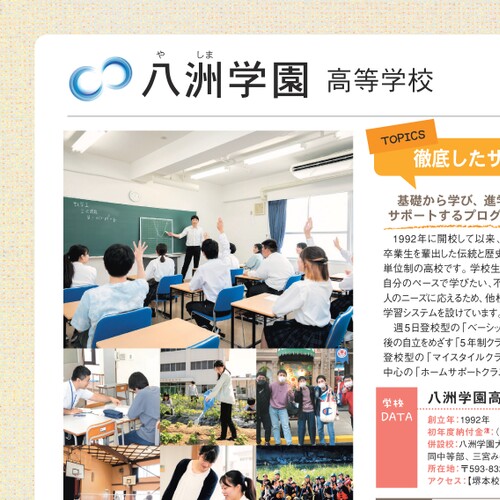 や しま
八洲学園 高等学校
TOPICS
徹底したサ
基礎から学び、進学
サポートするプログ
1992年に開校して以来、
卒業生を輩出した伝統と歴史
単位制の高校です。学校生
自分のペースで学びたい、不
人のニーズに応えるため、他校
学習システムを設けています。
週5日登校型の「ベーシッ
後の自立をめざす「5年制クラ
登校型の「マイスタイルクラ
中心の「ホームサポートクラス
学校
DATA
八洲学園高
創立年：1992年
初年度納付金
併設校：八洲学園大
同中等部、三宮み
所在地：〒593-83
アクセス：【堺本校